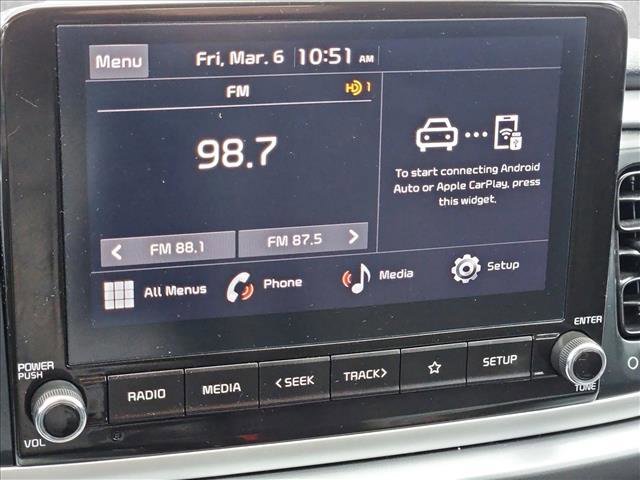 Menu Fri, Mar. 6 10:51 AM
FM HD 1
98.7
To start connecting Android
Auto or Apple CarPlay, press
this widget.
< FM 88.1 FM 87.5 >
All Menus Phone Media Setup
POWER
PUSH
VOL
RADIO MEDIA <SEEK TRACK> ☆ SETUP
ENTER
TUNE